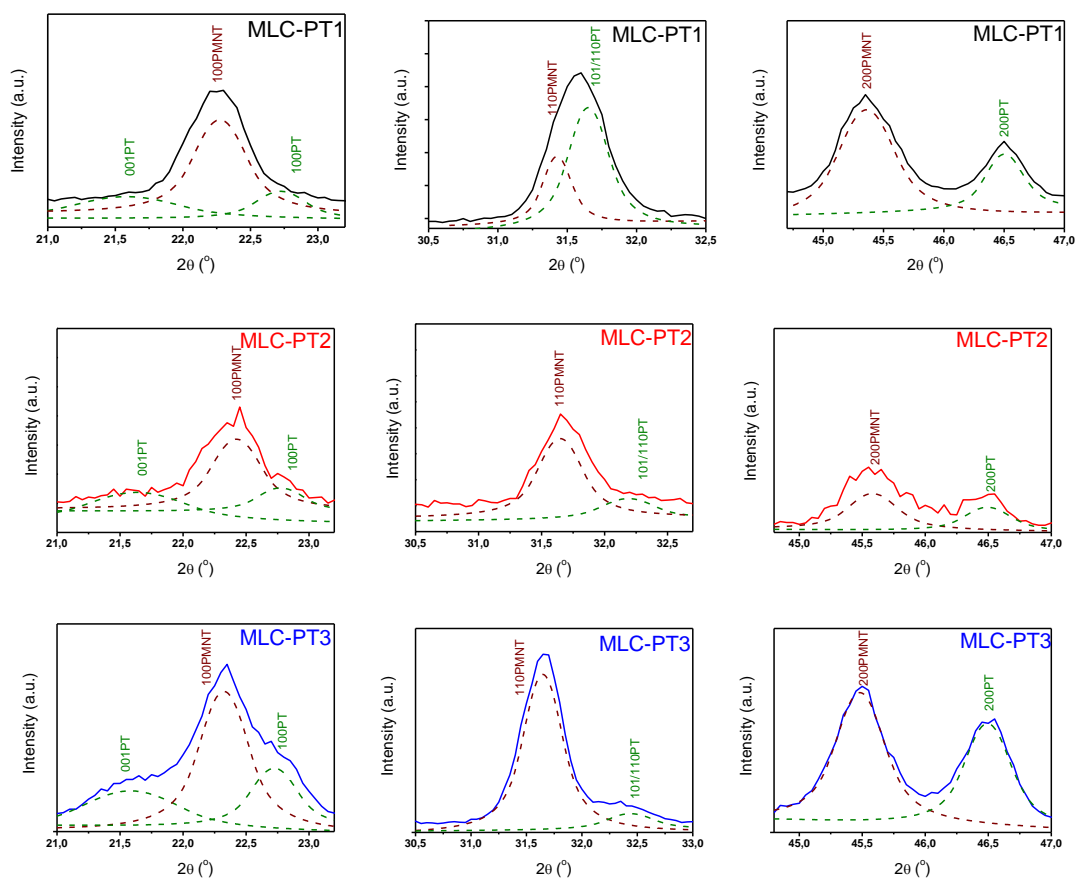 MLC-PT1
Intensity (a.u.)
001PT
100PMNT
100PT
21,0 21,5 22,0 22,5 23,0
2θ (°)
MLC-PT1
Intensity (a.u.)
110PMNT
101/110PT
30,5 31,0 31,5 32,0 32,5
2θ (°)
MLC-PT1
Intensity (a.u.)
200PMNT
200PT
45,0 45,5 46,0 46,5 47,0
2θ (°)
MLC-PT2
Intensity (a.u.)
001PT
100PMNT
100PT
21,0 21,5 22,0 22,5 23,0
2θ (°)
MLC-PT2
Intensity (a.u.)
110PMNT
101/110PT
30,5 31,0 31,5 32,0 32,5
2θ (°)
MLC-PT2
Intensity (a.u.)
200PMNT
200PT
45,0 45,5 46,0 46,5 47,0
2θ (°)
MLC-PT3
Intensity (a.u.)
001PT
100PMNT
100PT
21,0 21,5 22,0 22,5 23,0
2θ (°)
MLC-PT3
Intensity (a.u.)
110PMNT
101/110PT
30,5 31,0 31,5 32,0 32,5 33,0
2θ (°)
MLC-PT3
Intensity (a.u.)
200PMNT
200PT
45,0 45,5 46,0 46,5 47,0
2θ (°)